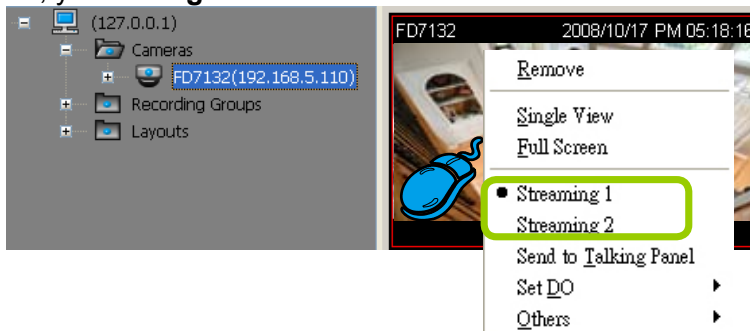 (127.0.0.1)
Cameras
FD7132(192.168.5.110)
Recording Groups
Layouts
FD7132 2008/10/17 PM 05:18:16
Remove
Single View
Full Screen
Streaming 1
Streaming 2
Send to Talking Panel
Set DO
Others